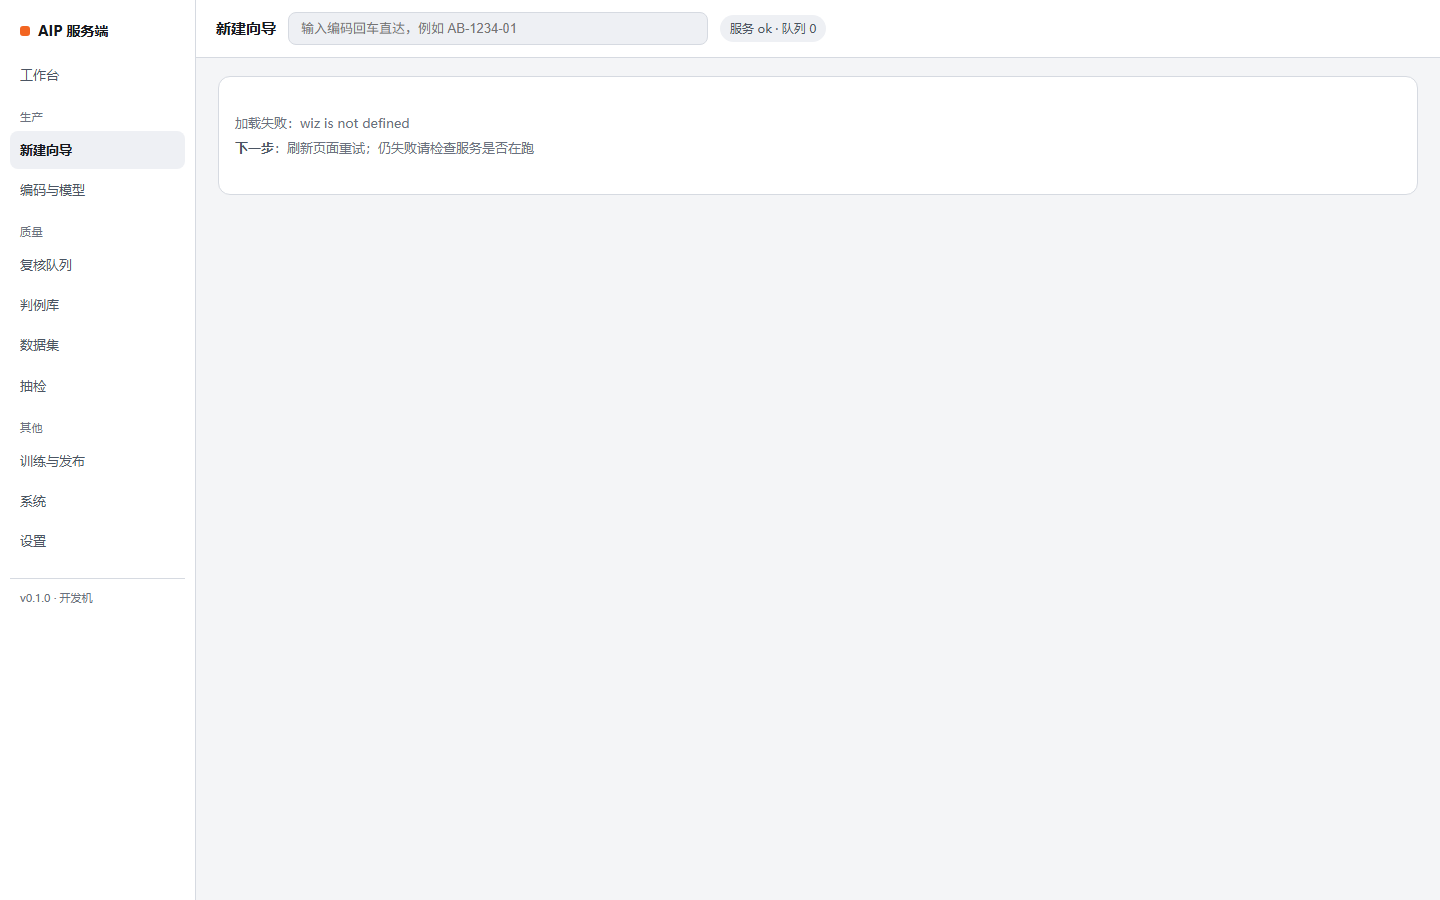 AIP 服务端
工作台
生产
新建向导
编码与模型
质量
复核队列
判例库
数据集
抽检
其他
训练与发布
系统
设置
v0.1.0 · 开发机
新建向导
输入编码回车直达，例如 AB-1234-01
服务 ok · 队列 0
加载失败：wiz is not defined
下一步：刷新页面重试；仍失败请检查服务是否在跑